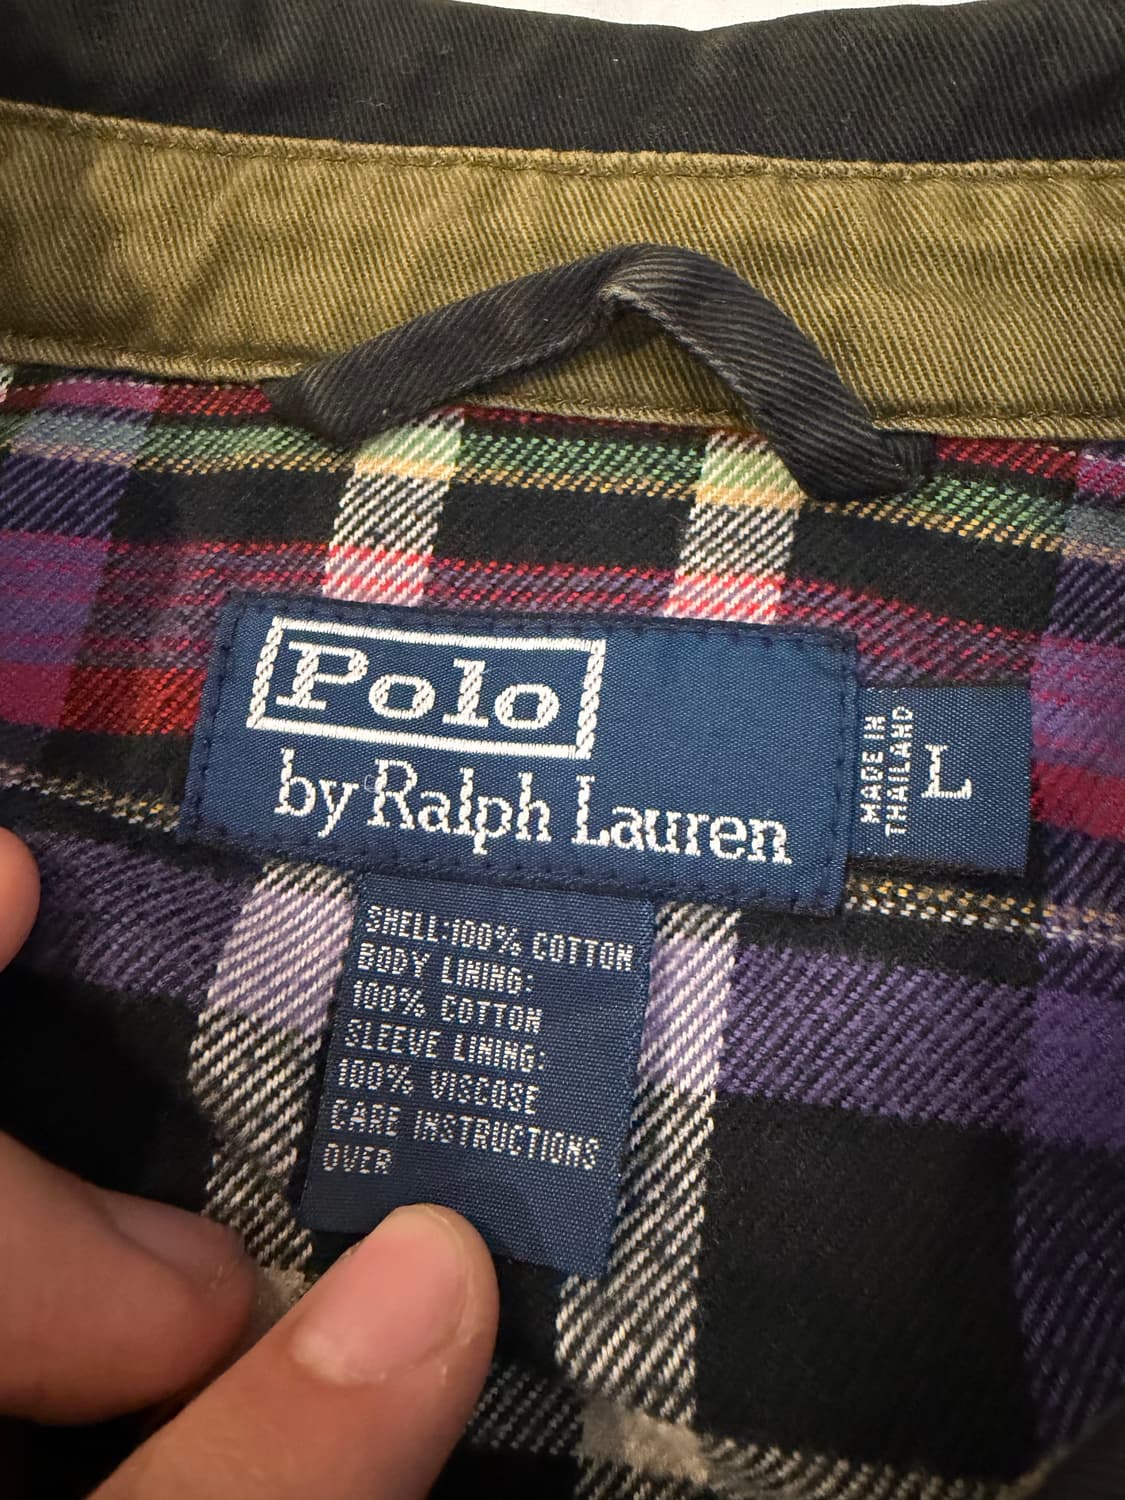 Polo
by Ralph Lauren
MADE IN
THAILAND
L
SHELL:100% COTTON
BODY LINING:
100% COTTON
SLEEVE LINING:
100% VISCOSE
CARE INSTRUCTIONS
OVER